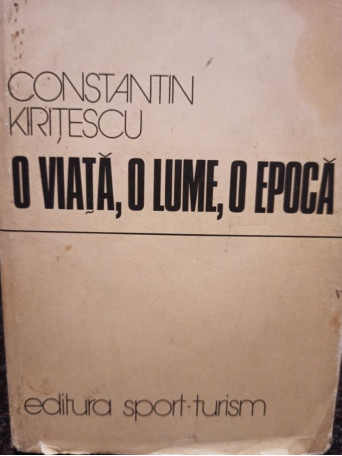 CONSTANTIN
KIRIȚESCU
O VIAȚĂ, O LUME, O EPOCĂ
editura sport-turism